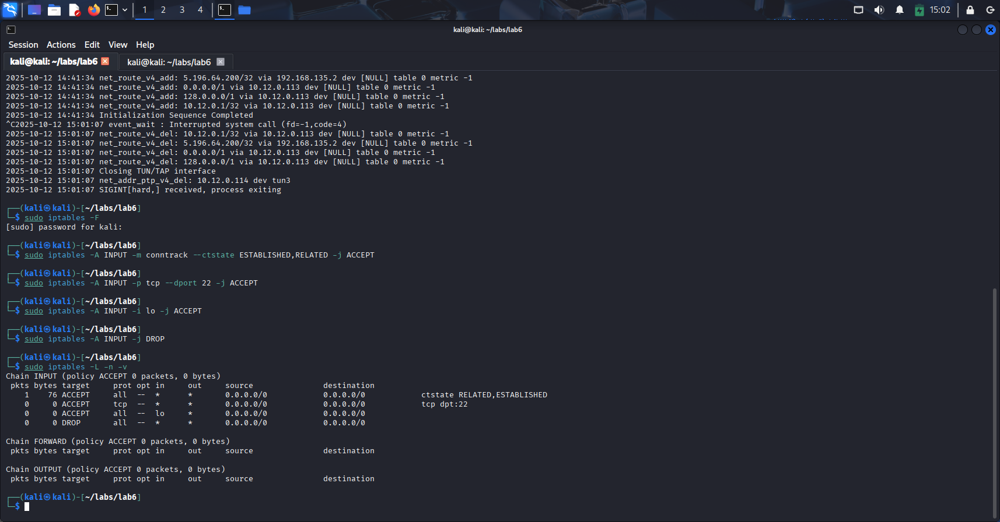 1 2 3 4 15:02
kali@kali: ~/labs/lab6
Session Actions Edit View Help
kali@kali: ~/labs/lab6 kali@kali: ~/labs/lab6
2025-10-12 14:41:34 net_route_v4_add: 5.196.64.200/32 via 192.168.135.2 dev [NULL] table 0 metric -1
2025-10-12 14:41:34 net_route_v4_add: 0.0.0.0/1 via 10.12.0.113 dev [NULL] table 0 metric -1
2025-10-12 14:41:34 net_route_v4_add: 128.0.0.0/1 via 10.12.0.113 dev [NULL] table 0 metric -1
2025-10-12 14:41:34 net_route_v4_add: 10.12.0.1/32 via 10.12.0.113 dev [NULL] table 0 metric -1
2025-10-12 14:41:34 Initialization Sequence Completed
^C2025-10-12 15:01:07 event_wait : Interrupted system call (fd=-1,code=4)
2025-10-12 15:01:07 net_route_v4_del: 10.12.0.1/32 via 10.12.0.113 dev [NULL] table 0 metric -1
2025-10-12 15:01:07 net_route_v4_del: 5.196.64.200/32 via 192.168.135.2 dev [NULL] table 0 metric -1
2025-10-12 15:01:07 net_route_v4_del: 0.0.0.0/1 via 10.12.0.113 dev [NULL] table 0 metric -1
2025-10-12 15:01:07 net_route_v4_del: 128.0.0.0/1 via 10.12.0.113 dev [NULL] table 0 metric -1
2025-10-12 15:01:07 Closing TUN/TAP interface
2025-10-12 15:01:07 net_addr_ptp_v4_del: 10.12.0.114 dev tun3
2025-10-12 15:01:07 SIGINT[hard,] received, process exiting
┌──(kali㉿kali)-[~/labs/lab6]
└─$ sudo iptables -F
[sudo] password for kali:
┌──(kali㉿kali)-[~/labs/lab6]
└─$ sudo iptables -A INPUT -m conntrack --ctstate ESTABLISHED,RELATED -j ACCEPT
┌──(kali㉿kali)-[~/labs/lab6]
└─$ sudo iptables -A INPUT -p tcp --dport 22 -j ACCEPT
┌──(kali㉿kali)-[~/labs/lab6]
└─$ sudo iptables -A INPUT -i lo -j ACCEPT
┌──(kali㉿kali)-[~/labs/lab6]
└─$ sudo iptables -A INPUT -j DROP
┌──(kali㉿kali)-[~/labs/lab6]
└─$ sudo iptables -L -n -v
Chain INPUT (policy ACCEPT 0 packets, 0 bytes)
pkts bytes target prot opt in out source destination
1 76 ACCEPT all -- * * 0.0.0.0/0 0.0.0.0/0 ctstate RELATED,ESTABLISHED
0 0 ACCEPT tcp -- * * 0.0.0.0/0 0.0.0.0/0 tcp dpt:22
0 0 ACCEPT all -- lo * 0.0.0.0/0 0.0.0.0/0
0 0 DROP all -- * * 0.0.0.0/0 0.0.0.0/0
Chain FORWARD (policy ACCEPT 0 packets, 0 bytes)
pkts bytes target prot opt in out source destination
Chain OUTPUT (policy ACCEPT 0 packets, 0 bytes)
pkts bytes target prot opt in out source destination
┌──(kali㉿kali)-[~/labs/lab6]
└─$